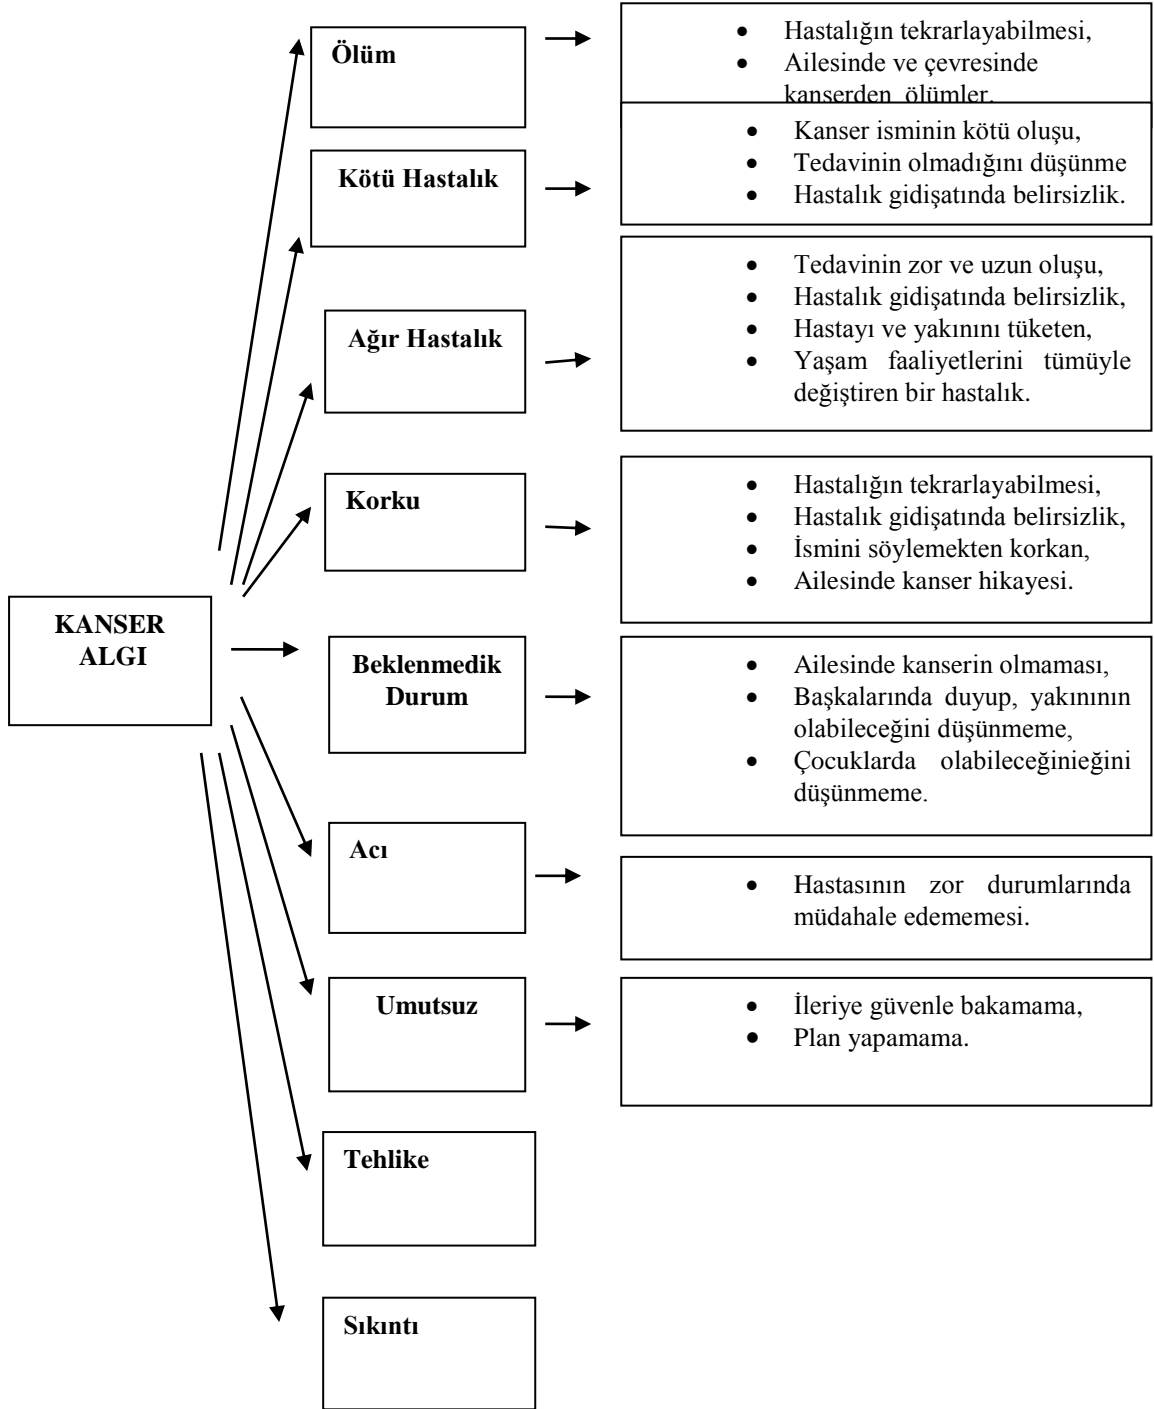 Ölüm
• Hastalığın tekrarlayabilmesi,
• Ailesinde ve çevresinde
kanserden ölümler.
Kötü Hastalık
• Kanser isminin kötü oluşu,
• Tedavinin olmadığını düşünme
• Hastalık gidişatında belirsizlik.
Ağır Hastalık
• Tedavinin zor ve uzun oluşu,
• Hastalık gidişatında belirsizlik,
• Hastayı ve yakınını tüketen,
• Yaşam faaliyetlerini tümüyle
değiştiren bir hastalık.
Korku
• Hastalığın tekrarlayabilmesi,
• Hastalık gidişatında belirsizlik,
• İsmini söylemekten korkan,
• Ailesinde kanser hikayesi.
KANSER
ALGI
Beklenmedik
Durum
• Ailesinde kanserin olmaması,
• Başkalarında duyup, yakınının
olabileceğini düşünmeme,
• Çocuklarda olabileceğinieğini
düşünmeme.
Acı
• Hastasının zor durumlarında
müdahale edememesi.
Umutsuz
• İleriye güvenle bakamama,
• Plan yapamama.
Tehlike
Sıkıntı